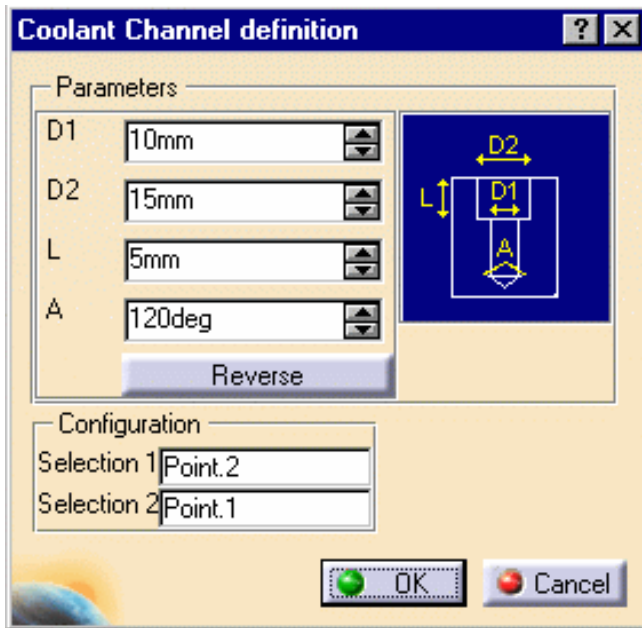 Coolant Channel definition
Parameters
D1 10mm
D2 15mm
L 5mm
A 120deg
Reverse
D2
L D1
A
Configuration
Selection 1 Point.2
Selection 2 Point.1
OK Cancel